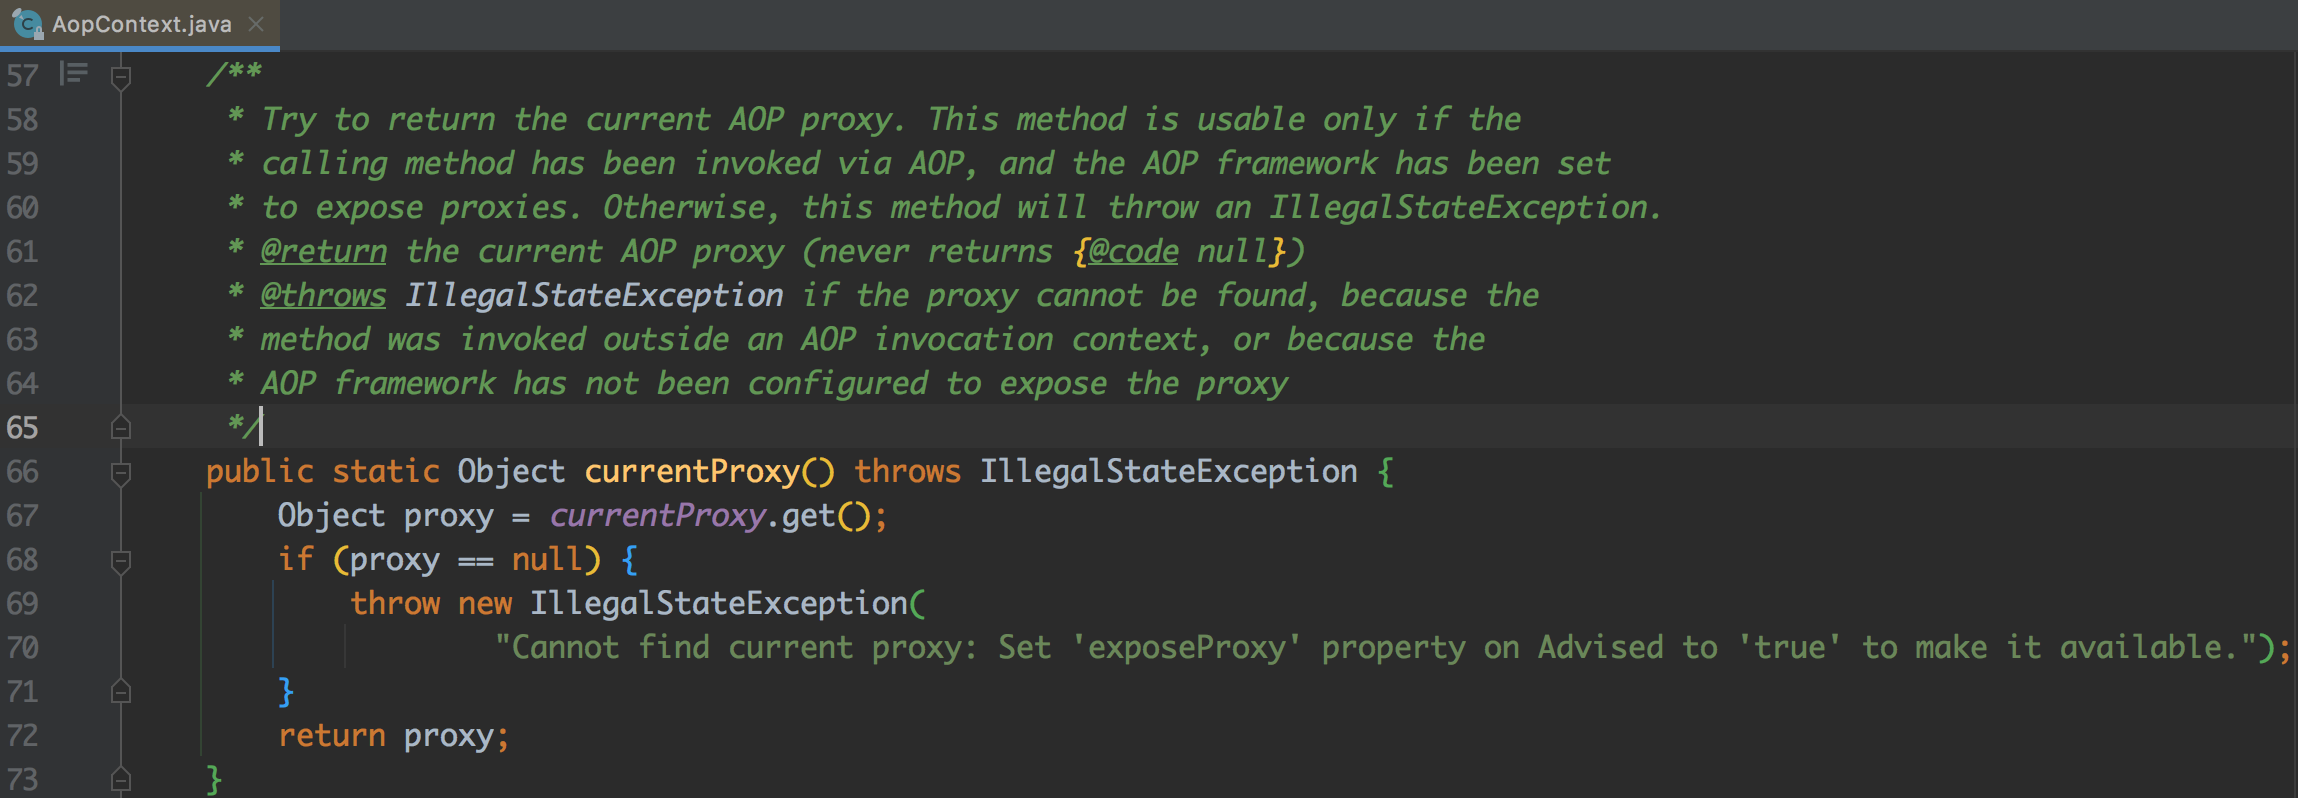 AopContext.java
57 /**
58 * Try to return the current AOP proxy. This method is usable only if the
59 * calling method has been invoked via AOP, and the AOP framework has been set
60 * to expose proxies. Otherwise, this method will throw an IllegalStateException.
61 * @return the current AOP proxy (never returns {@code null})
62 * @throws IllegalStateException if the proxy cannot be found, because the
63 * method was invoked outside an AOP invocation context, or because the
64 * AOP framework has not been configured to expose the proxy
65 */
66 public static Object currentProxy() throws IllegalStateException {
67 Object proxy = currentProxy.get();
68 if (proxy == null) {
69 throw new IllegalStateException(
70 "Cannot find current proxy: Set 'exposeProxy' property on Advised to 'true' to make it available.");
71 }
72 return proxy;
73 }